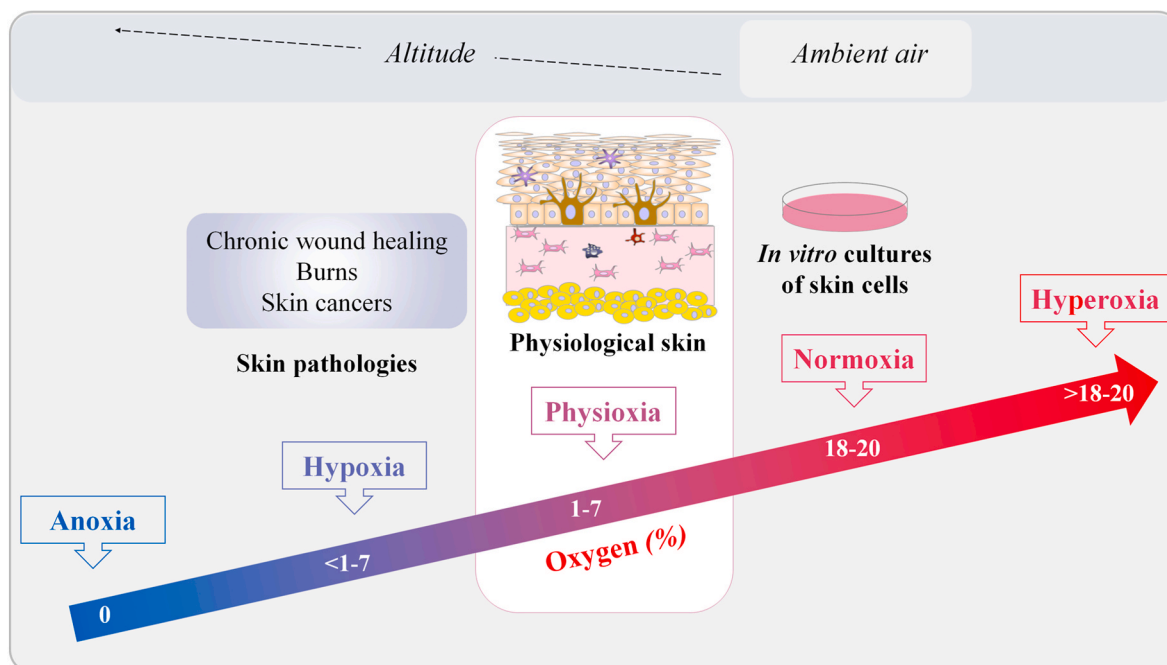 Altitude
Ambient air
Chronic wound healing
Burns
Skin cancers
Skin pathologies
Physiological skin
In vitro cultures
of skin cells
Anoxia
Hypoxia
Physioxia
Normoxia
Hyperoxia
0
<1-7
1-7
18-20
>18-20
Oxygen (%)